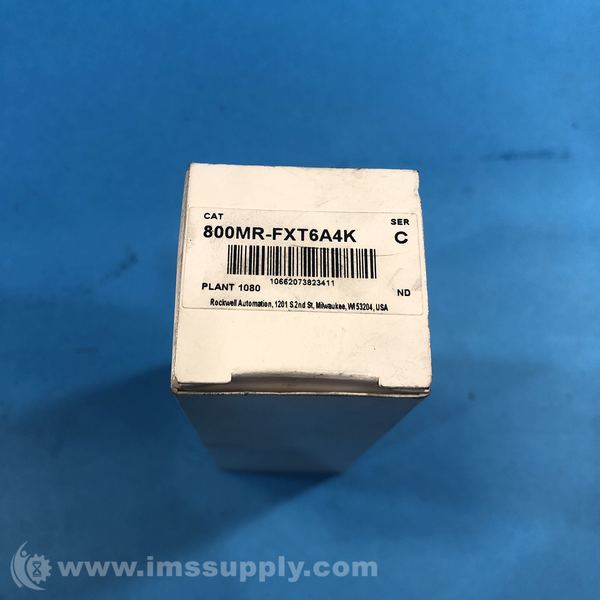 CAT SER
800MR-FXT6A4K C
10662073823411
PLANT 1080 ND
Rockwell Automation, 1201 S 2nd St, Milwaukee, WI 53204, USA
www.imssupply.com